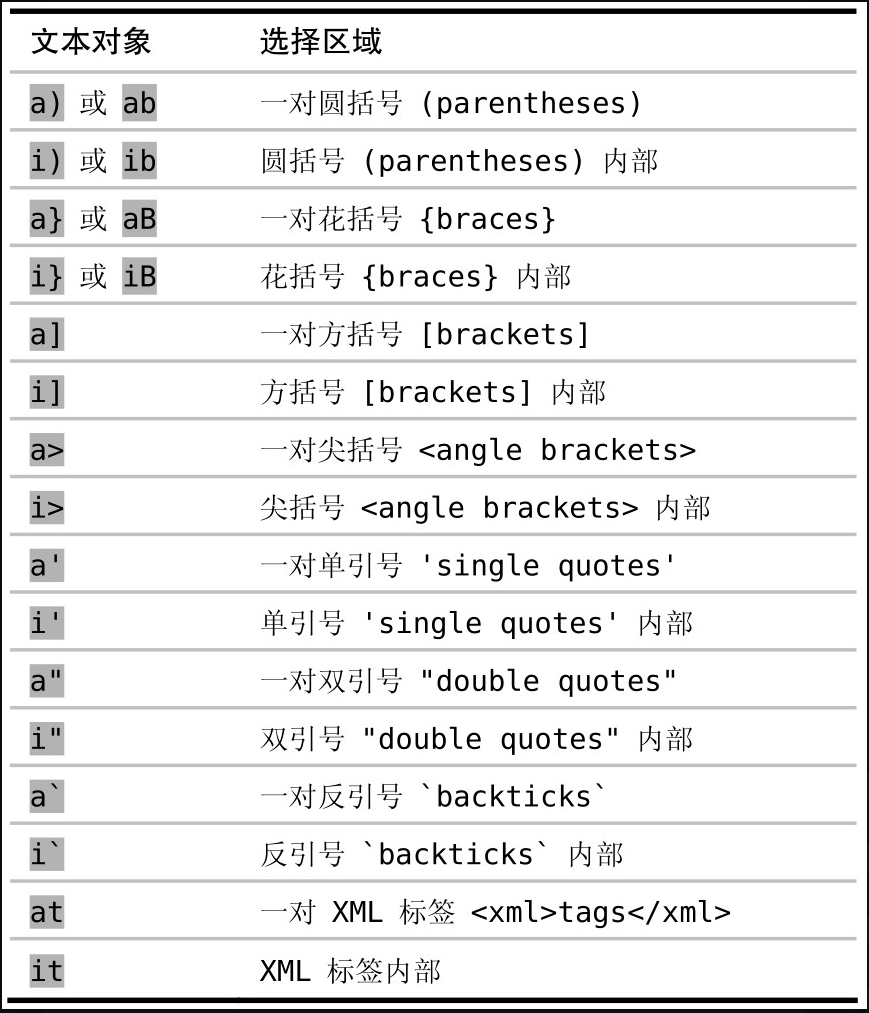 文本对象 选择区域
a) 或 ab 一对圆括号 (parentheses)
i) 或 ib 圆括号 (parentheses) 内部
a} 或 aB 一对花括号 {braces}
i} 或 iB 花括号 {braces} 内部
a] 一对方括号 [brackets]
i] 方括号 [brackets] 内部
a> 一对尖括号 <angle brackets>
i> 尖括号 <angle brackets> 内部
a' 一对单引号 'single quotes'
i' 单引号 'single quotes' 内部
a" 一对双引号 "double quotes"
i" 双引号 "double quotes" 内部
a` 一对反引号 `backticks`
i` 反引号 `backticks` 内部
at 一对 XML 标签 <xml>tags</xml>
it XML 标签内部